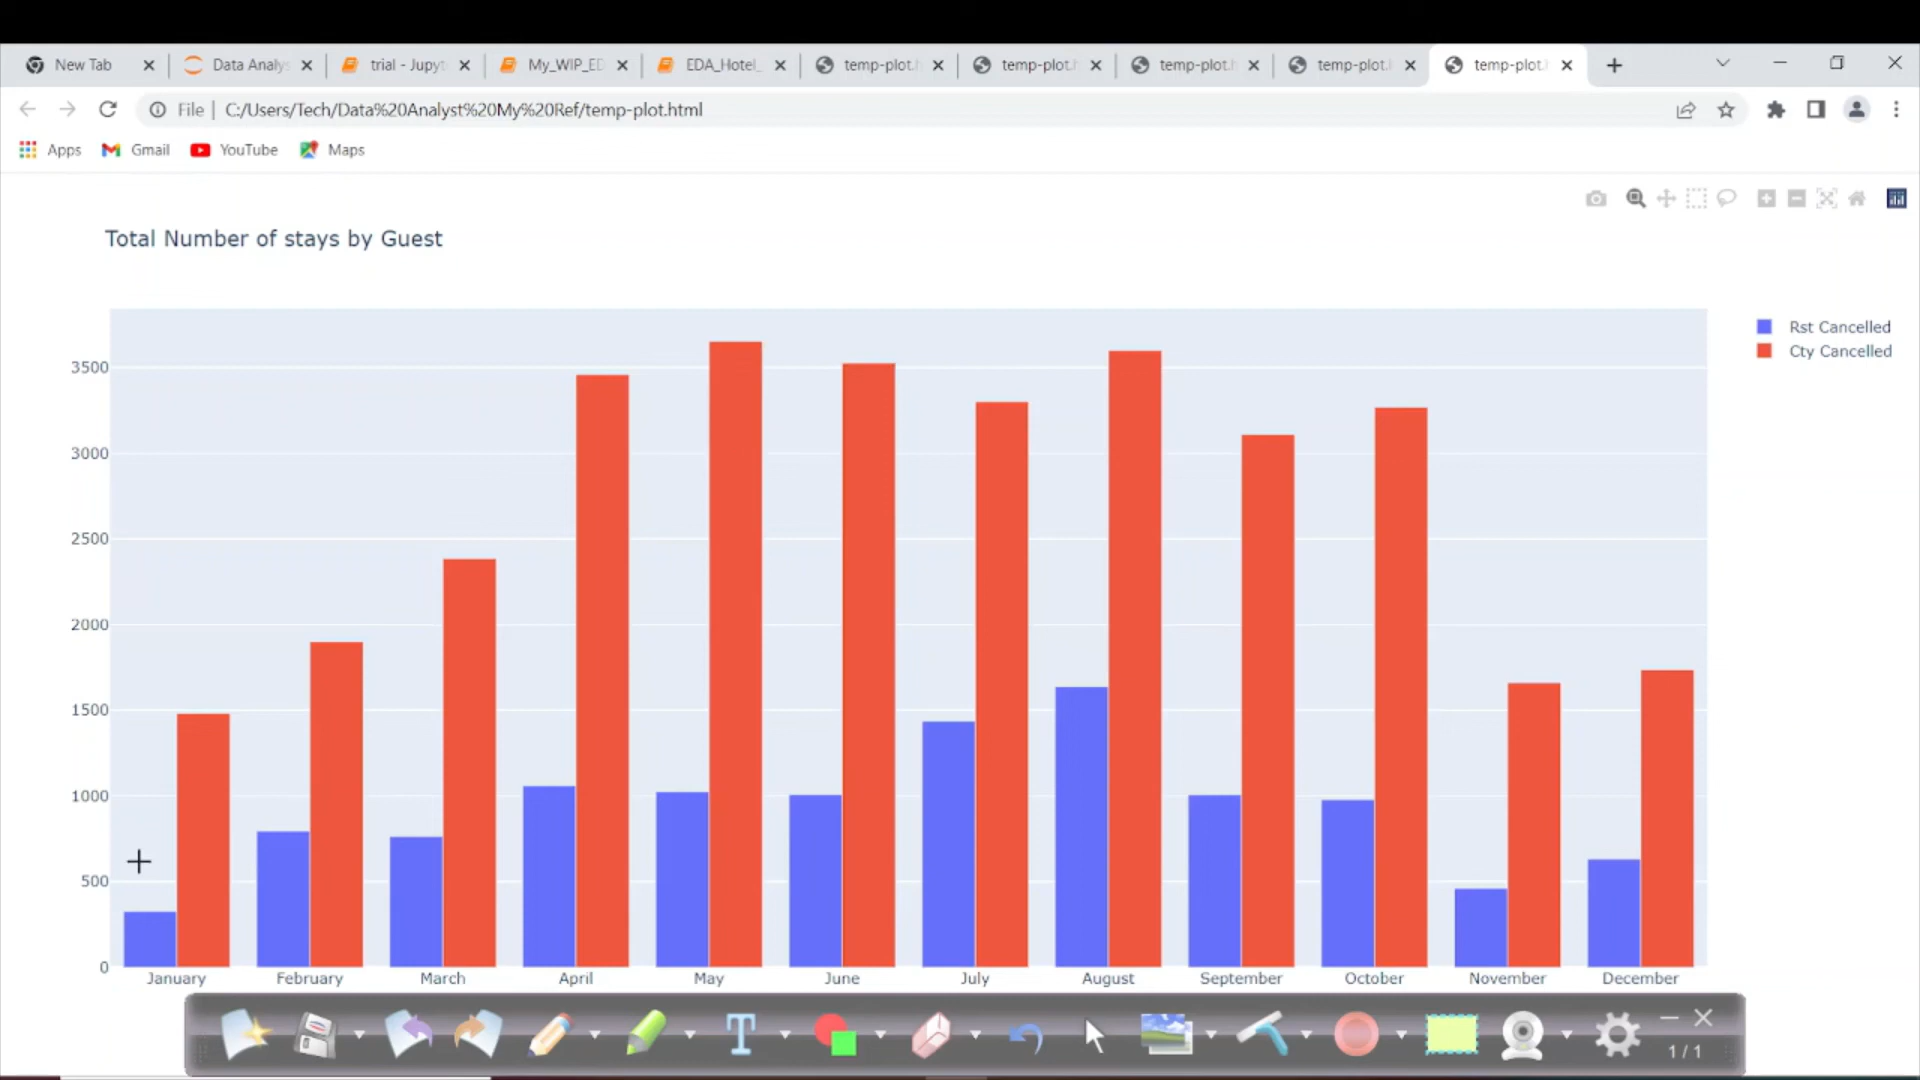 New Tab
Data Analys
trial - Jupyt
My_WIP_ED
EDA_Hotel_
temp-plot.h
temp-plot.h
temp-plot.h
temp-plot.h
temp-plot.h
File | C:/Users/Tech/Data%20Analyst%20My%20Ref/temp-plot.html
Apps Gmail YouTube Maps
Total Number of stays by Guest
Rst Cancelled
Cty Cancelled
3500
3000
2500
2000
1500
1000
500
0
January February March April May June July August September October November December
T
1 / 1